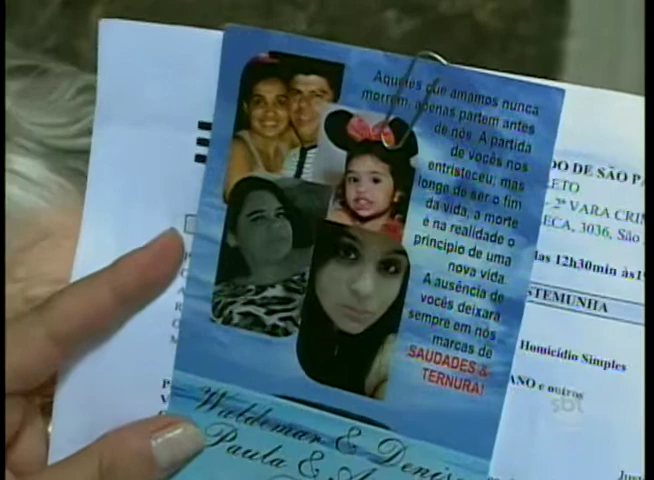 Aqueles que amamos nunca
morrem, apenas partem antes
de nós. A partida
de vocês nos
entristeceu, mas
longe de ser o fim
da vida, a morte
é na realidade o
princípio de uma
nova vida.
A ausência de
vocês deixará
sempre em nós
marcas de
SAUDADES &
TERNURA!
Waldemar & Denise
Paula &
DO DE SÃO
ETO
2ª VARA CRI
ECA, 3036, São
das 12h30min às
STEMUNHA
Homicídio Simples
ANO e outros
Just
sbt